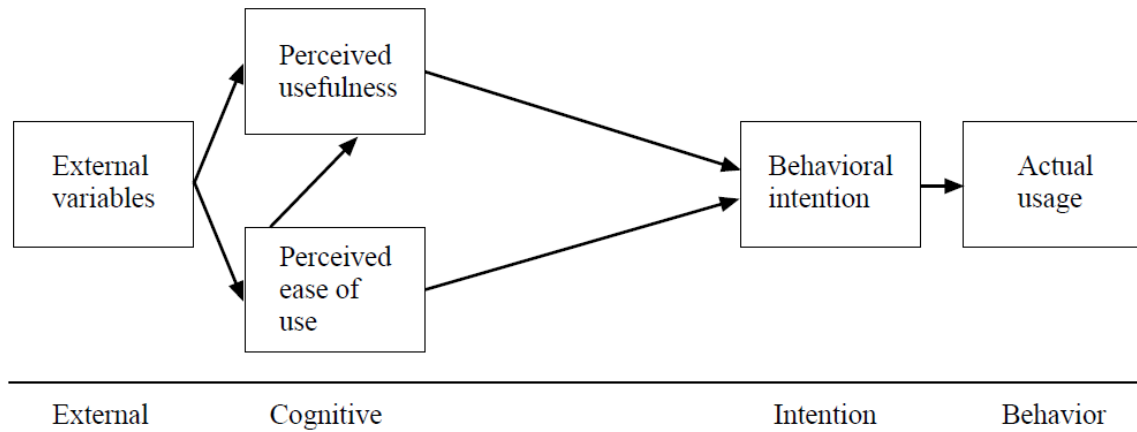 Perceived
usefulness
External
variables
Perceived
ease of
use
Behavioral
intention
Actual
usage
External
Cognitive
Intention
Behavior